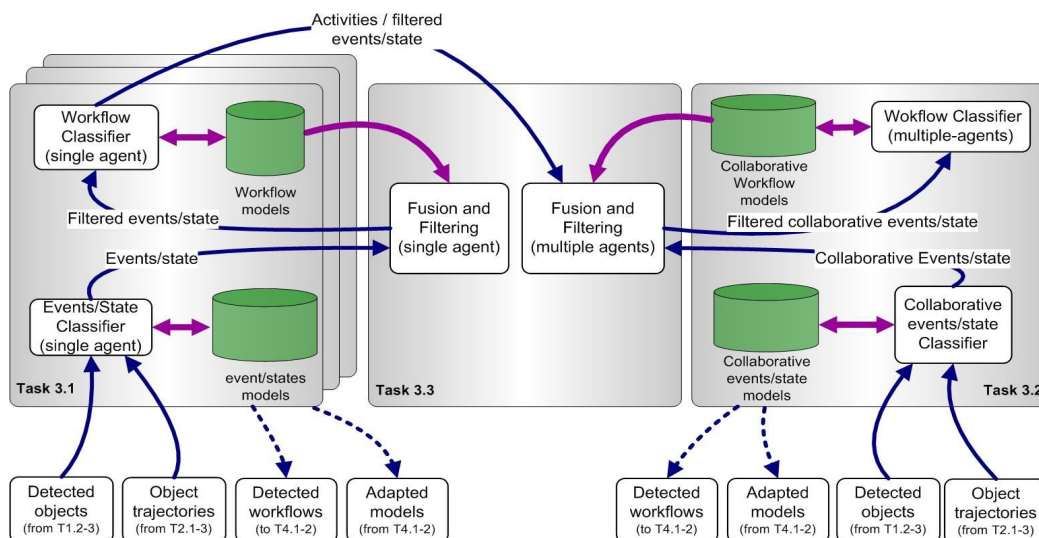 Activities / filtered
events/state
Workflow
Classifier
(single agent)
Workflow
models
Filtered events/state
Events/state
Events/State
Classifier
(single agent)
event/states
models
Task 3.1
Fusion and
Filtering
(single agent)
Fusion and
Filtering
(multiple agents)
Task 3.3
Collaborative
Workflow
models
Wokflow Classifier
(multiple-agents)
Filtered collaborative events/state
Collaborative Events/state
Collaborative
events/state
Classifier
Collaborative
events/state
models
Task 3.2
Detected
objects
(from T1.2-3)
Object
trajectories
(from T2.1-3)
Detected
workflows
(to T4.1-2)
Adapted
models
(from T4.1-2)
Detected
workflows
(to T4.1-2)
Adapted
models
(from T4.1-2)
Detected
objects
(from T1.2-3)
Object
trajectories
(from T2.1-3)